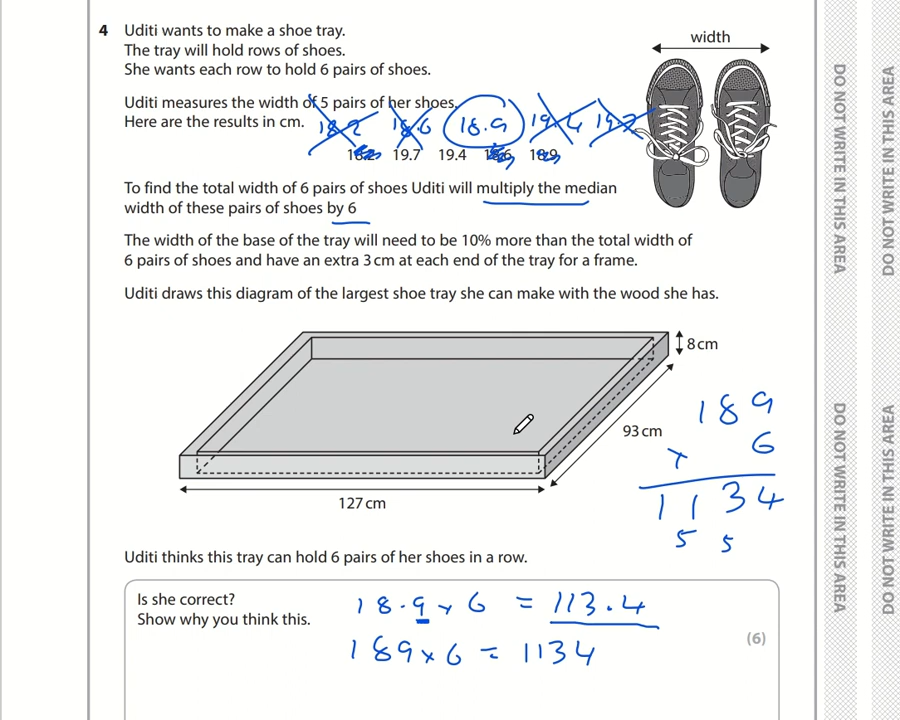 width
4 Uditi wants to make a shoe tray.
The tray will hold rows of shoes.
She wants each row to hold 6 pairs of shoes.
Uditi measures the width of 5 pairs of her shoes.
Here are the results in cm.
18.2 18.6 18.9 19.4 19.7
19.7 19.4
To find the total width of 6 pairs of shoes Uditi will multiply the median
width of these pairs of shoes by 6
The width of the base of the tray will need to be 10% more than the total width of
6 pairs of shoes and have an extra 3 cm at each end of the tray for a frame.
Uditi draws this diagram of the largest shoe tray she can make with the wood she has.
8 cm
93 cm
127 cm
189
× 6
1134
5 5
Uditi thinks this tray can hold 6 pairs of her shoes in a row.
Is she correct?
Show why you think this.
18.9 × 6 = 113.4
189 × 6 = 1134
(6)
DO NOT WRITE IN THIS AREA
DO NOT WRITE IN THIS AREA
DO NOT WRITE IN THIS AREA
DO NOT WRITE IN THIS AREA